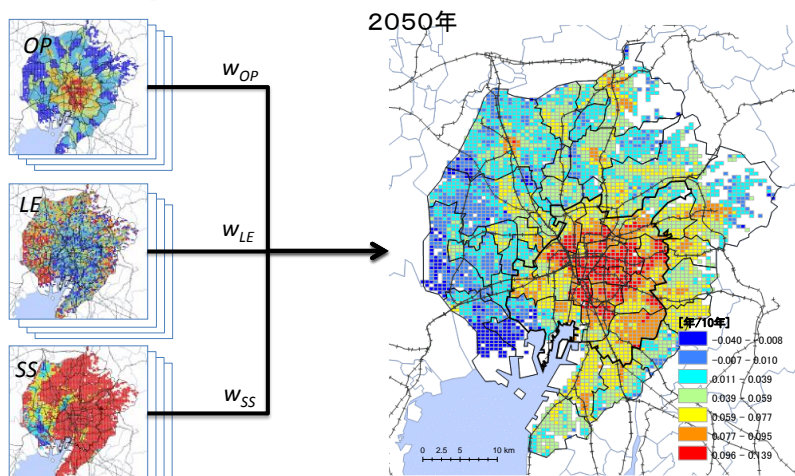 2050年
OP
w_OP
LE
w_LE
SS
w_SS
[年/10年]
-0.040 - -0.008
-0.007 - 0.010
0.011 - 0.039
0.039 - 0.059
0.059 - 0.077
0.077 - 0.095
0.096 - 0.139
0 2.5 5 10 km